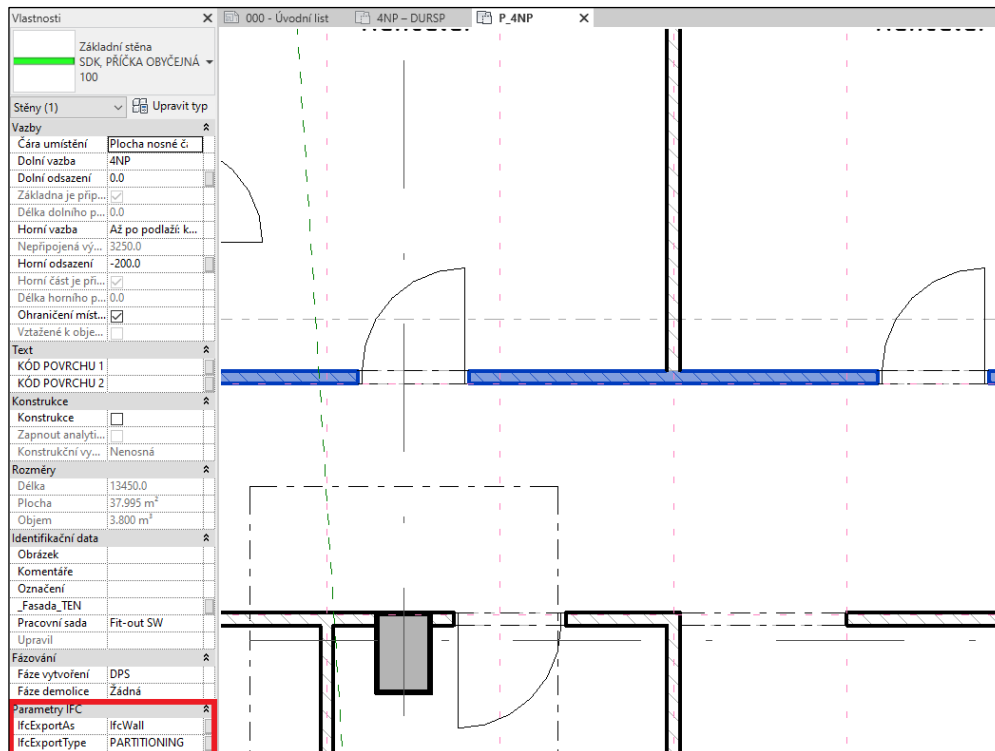 Vlastnosti
000 - Úvodní list
4NP – DURSP
P_4NP
Základní stěna
SDK, PŘÍČKA OBYČEJNÁ
100
Stěny (1)
Upravit typ
Vazby
Čára umístění Plocha nosné č
Dolní vazba 4NP
Dolní odsazení 0.0
Základna je přip...
Délka dolního p... 0.0
Horní vazba Až po podlaží: k...
Nepřipojená vý... 3250.0
Horní odsazení -200.0
Horní část je při...
Délka horního p... 0.0
Ohraničení míst...
Vztažené k obje...
Text
KÓD POVRCHU 1
KÓD POVRCHU 2
Konstrukce
Konstrukce
Zapnout analyti...
Konstrukční vy... Nenosná
Rozměry
Délka 13450.0
Plocha 37.995 m²
Objem 3.800 m³
Identifikační data
Obrázek
Komentáře
Označení
_Fasada_TEN
Pracovní sada Fit-out SW
Upravil
Fázování
Fáze vytvoření DPS
Fáze demolice Žádná
Parametry IFC
IfcExportAs IfcWall
IfcExportType PARTITIONING